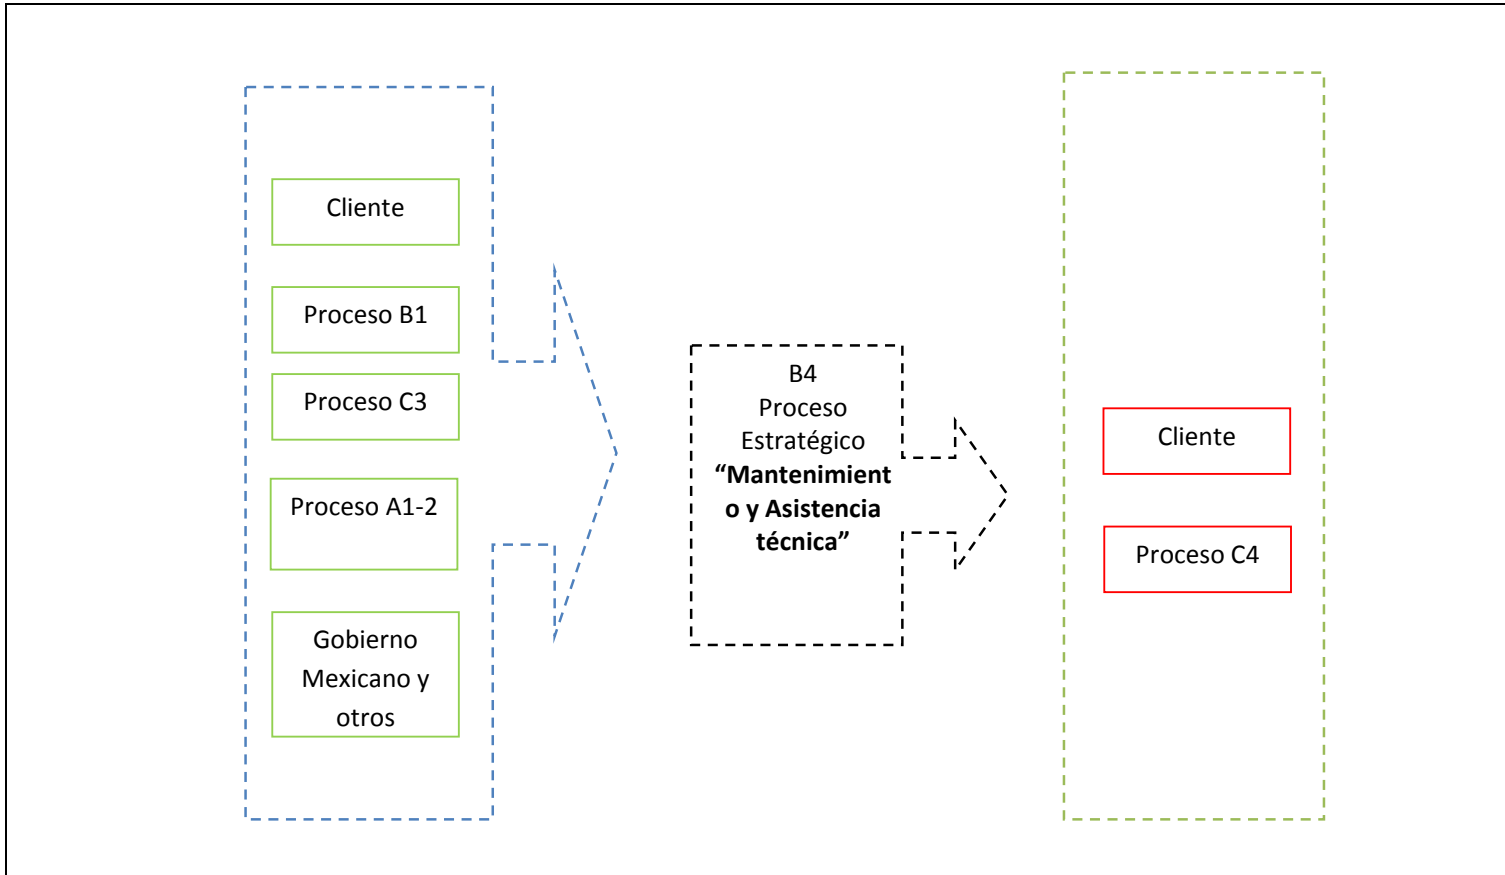 Cliente
Proceso B1
Proceso C3
Proceso A1-2
Gobierno
Mexicano y
otros
B4
Proceso
Estratégico
“Mantenimient
o y Asistencia
técnica”
Cliente
Proceso C4